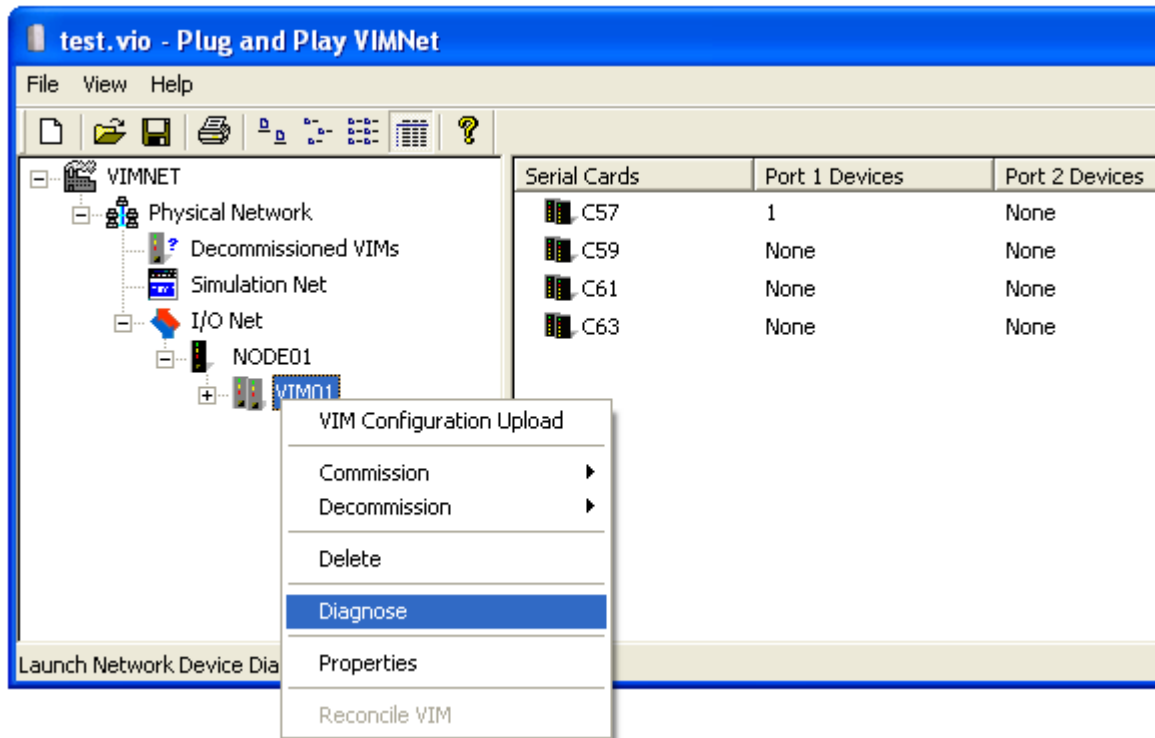 test.vio - Plug and Play VIMNet
File View Help
VIMNET
Physical Network
Decommissioned VIMs
Simulation Net
I/O Net
NODE01
VIM01
Serial Cards Port 1 Devices Port 2 Devices
C57 1 None
C59 None None
C61 None None
C63 None None
VIM Configuration Upload
Commission
Decommission
Delete
Diagnose
Properties
Reconcile VIM
Launch Network Device Dia